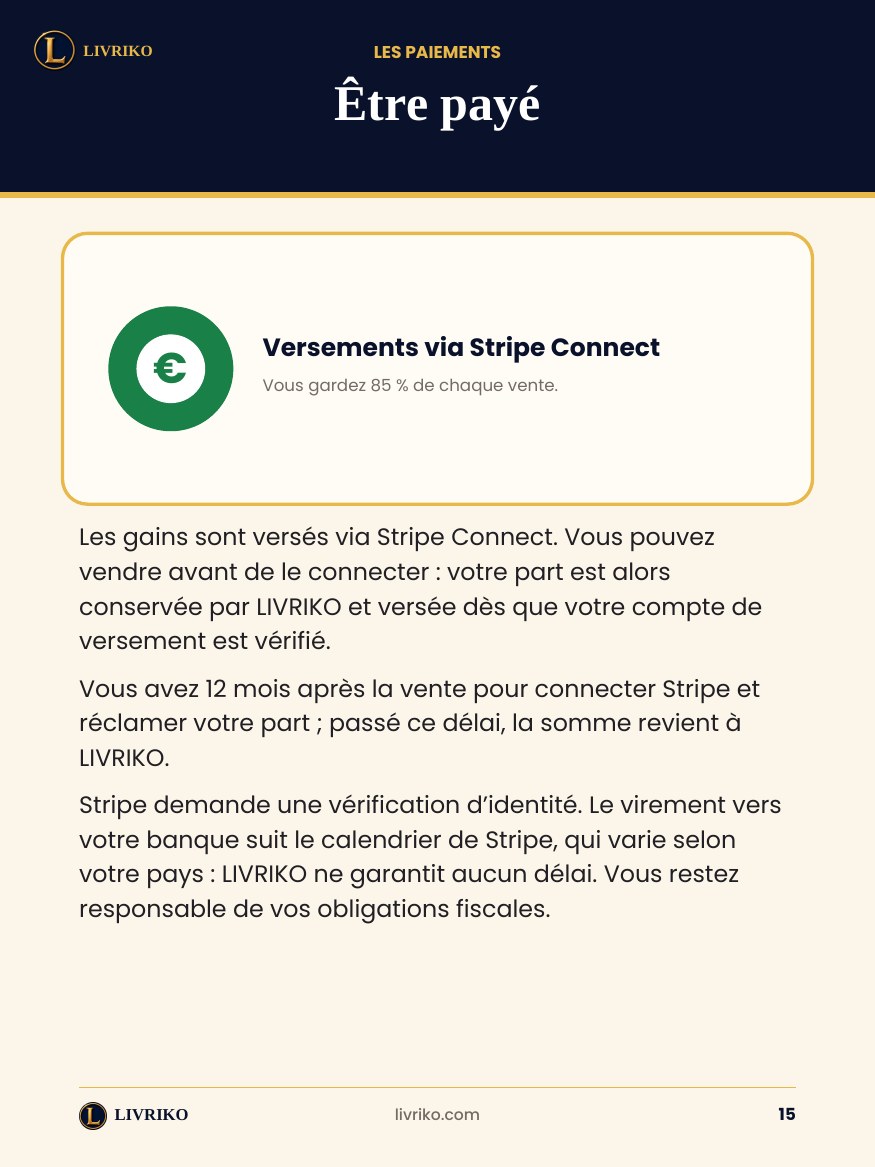 LIVRIKO
LES PAIEMENTS
Être payé
€
Versements via Stripe Connect
Vous gardez 85 % de chaque vente.
Les gains sont versés via Stripe Connect. Vous pouvez
vendre avant de le connecter : votre part est alors
conservée par LIVRIKO et versée dès que votre compte de
versement est vérifié.
Vous avez 12 mois après la vente pour connecter Stripe et
réclamer votre part ; passé ce délai, la somme revient à
LIVRIKO.
Stripe demande une vérification d’identité. Le virement vers
votre banque suit le calendrier de Stripe, qui varie selon
votre pays : LIVRIKO ne garantit aucun délai. Vous restez
responsable de vos obligations fiscales.
LIVRIKO
livriko.com
15